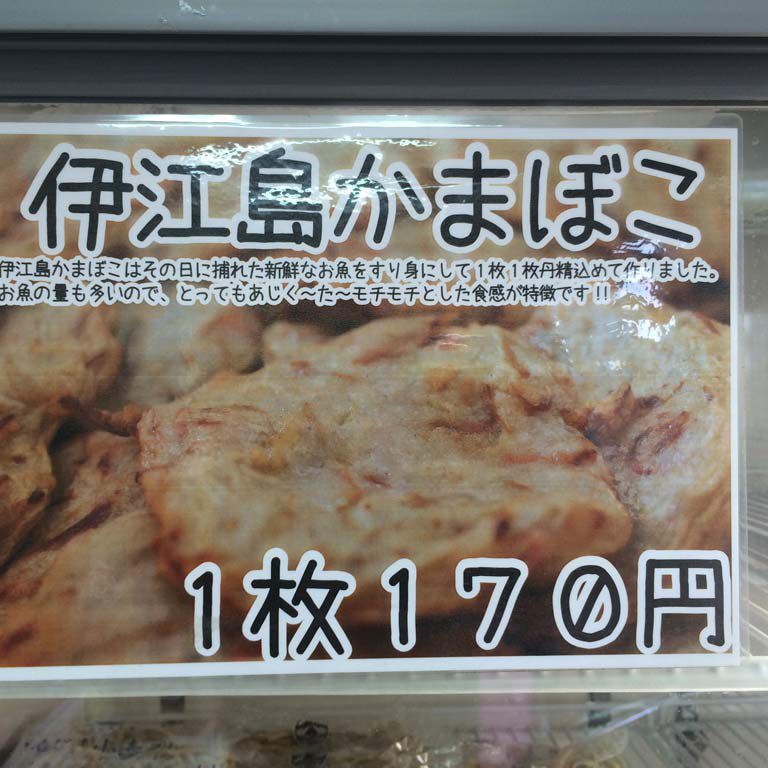 伊江島かまぼこ
伊江島かまぼこはその日に捕れた新鮮なお魚をすり身にして１枚１枚丹精込めて作りました。
お魚の量も多いので、とってもあじく～た～モチモチとした食感が特徴です！！
１枚１７０円